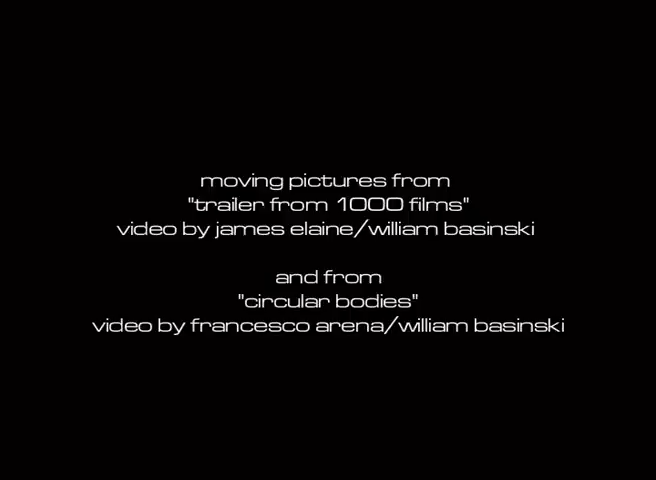 moving pictures from
"trailer from 1000 films"
video by james elaine/william basinski
and from
"circular bodies"
video by francesco arena/william basinski